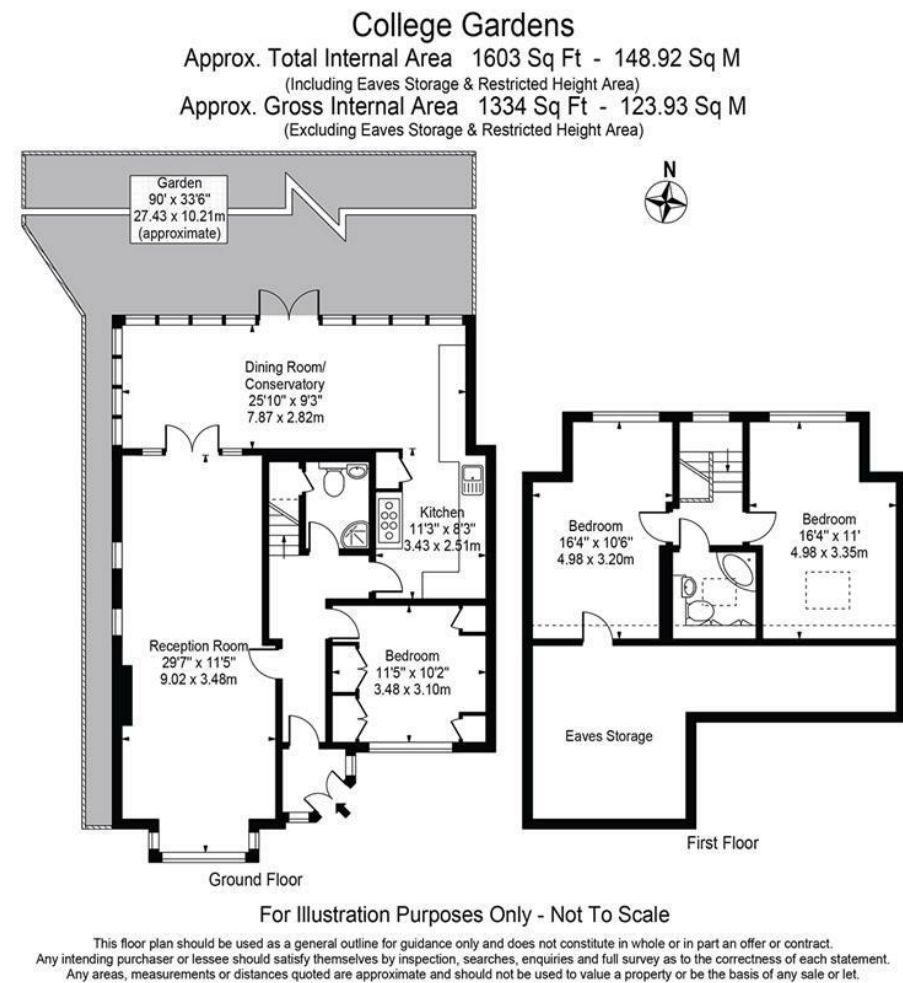 College Gardens
Approx. Total Internal Area 1603 Sq Ft - 148.92 Sq M
(Including Eaves Storage & Restricted Height Area)
Approx. Gross Internal Area 1334 Sq Ft - 123.93 Sq M
(Excluding Eaves Storage & Restricted Height Area)
N
Garden
90' x 33'6"
27.43 x 10.21m
(approximate)
Dining Room/
Conservatory
25'10" x 9'3"
7.87 x 2.82m
Kitchen
11'3" x 8'3"
3.43 x 2.51m
Reception Room
29'7" x 11'5"
9.02 x 3.48m
Bedroom
11'5" x 10'2"
3.48 x 3.10m
Ground Floor
Bedroom
16'4" x 10'6"
4.98 x 3.20m
Bedroom
16'4" x 11'
4.98 x 3.35m
Eaves Storage
First Floor
For Illustration Purposes Only - Not To Scale
This floor plan should be used as a general outline for guidance only and does not constitute in whole or in part an offer or contract.
Any intending purchaser or lessee should satisfy themselves by inspection, searches, enquiries and full survey as to the correctness of each statement.
Any areas, measurements or distances quoted are approximate and should not be used to value a property or be the basis of any sale or let.